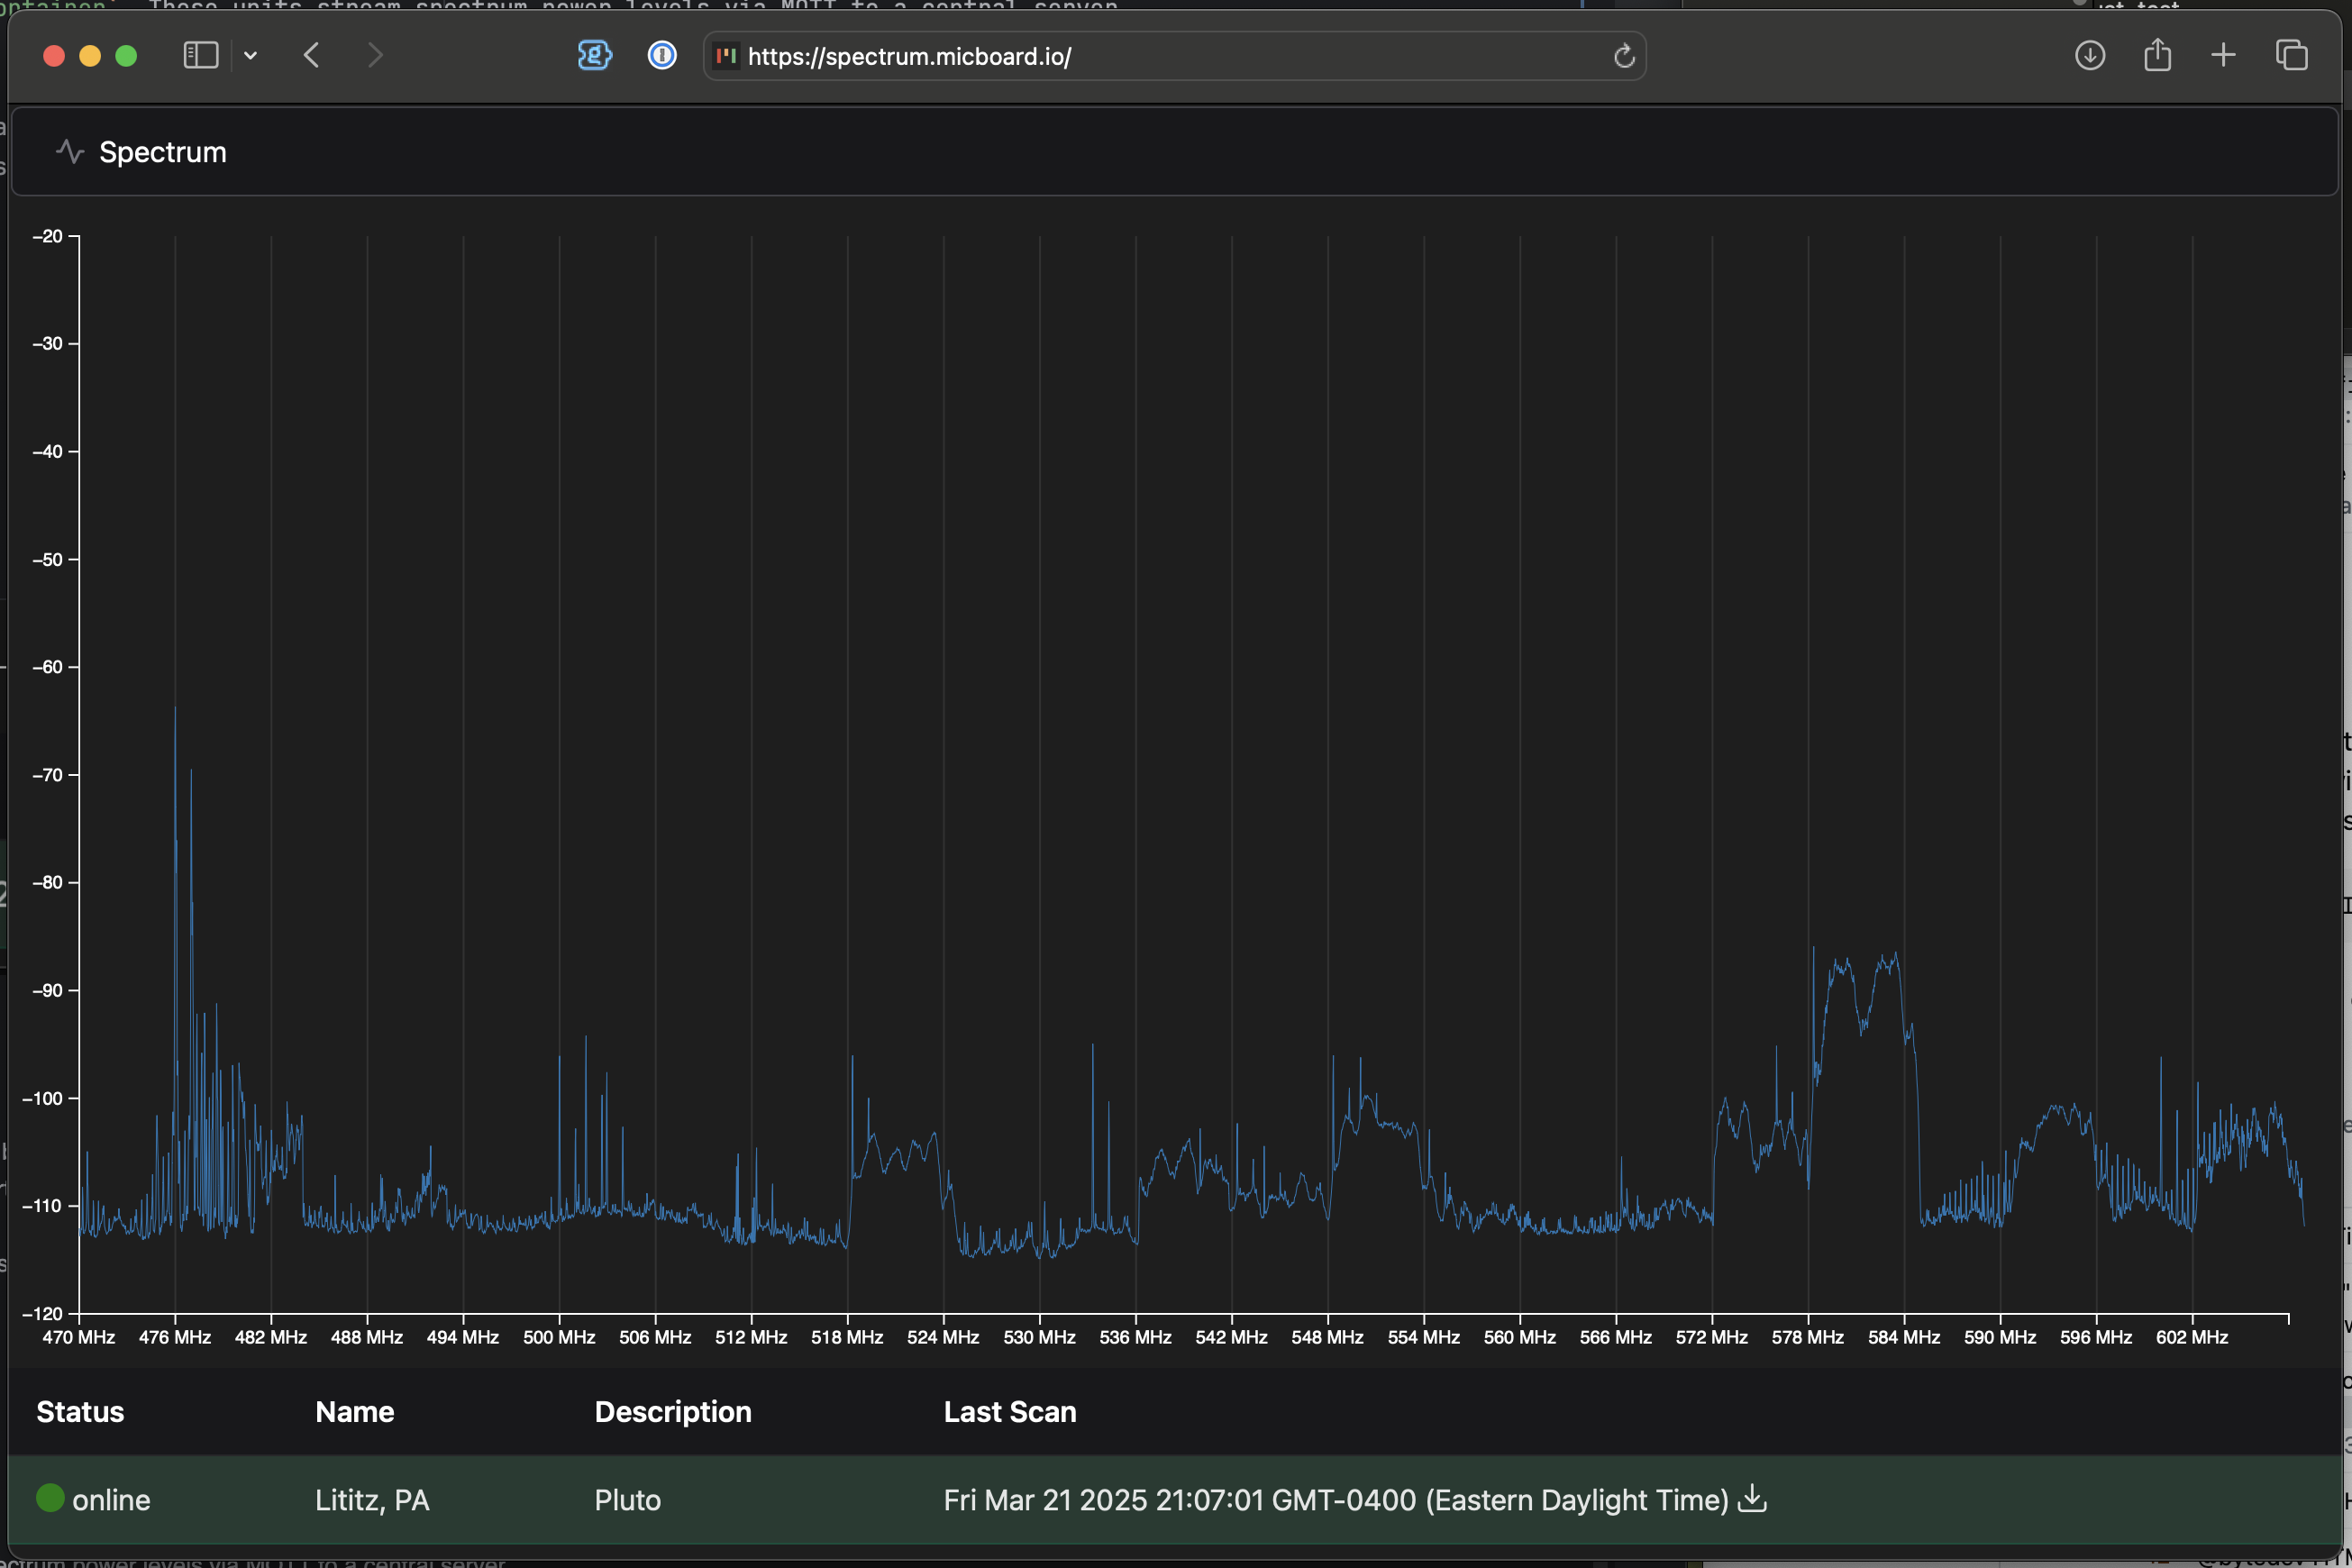 https://spectrum.micboard.io/
Spectrum
−20
−30
−40
−50
−60
−70
−80
−90
−100
−110
−120
470 MHz 476 MHz 482 MHz 488 MHz 494 MHz 500 MHz 506 MHz 512 MHz 518 MHz 524 MHz 530 MHz 536 MHz 542 MHz 548 MHz 554 MHz 560 MHz 566 MHz 572 MHz 578 MHz 584 MHz 590 MHz 596 MHz 602 MHz
Status Name Description Last Scan
online Lititz, PA Pluto Fri Mar 21 2025 21:07:01 GMT-0400 (Eastern Daylight Time)